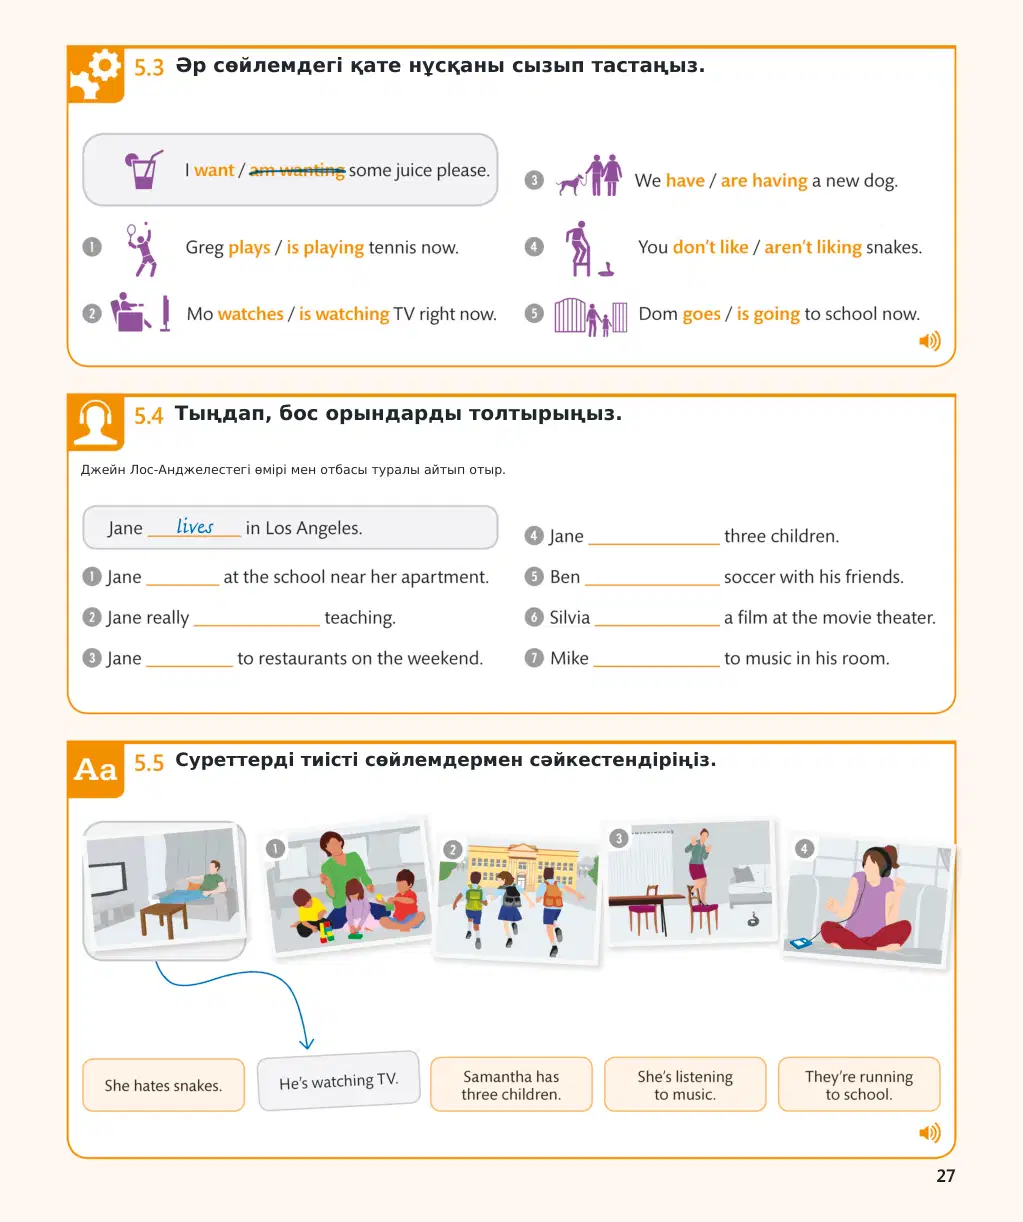 5.3 Әр сөйлемдегі қате нұсқаны сызып тастаңыз.
I want / am wanting some juice please.
1 Greg plays / is playing tennis now.
2 Mo watches / is watching TV right now.
3 We have / are having a new dog.
4 You don't like / aren't liking snakes.
5 Dom goes / is going to school now.
5.4 Тыңдап, бос орындарды толтырыңыз.
Джейн Лос-Анджелестегі өмірі мен отбасы туралы айтып отыр.
Jane lives in Los Angeles.
1 Jane ________ at the school near her apartment.
2 Jane really ________ teaching.
3 Jane ________ to restaurants on the weekend.
4 Jane ________ three children.
5 Ben ________ soccer with his friends.
6 Silvia ________ a film at the movie theater.
7 Mike ________ to music in his room.
Aa 5.5 Суреттерді тиісті сөйлемдермен сәйкестендіріңіз.
1
2
3
4
She hates snakes.
He's watching TV.
Samantha has
three children.
She's listening
to music.
They're running
to school.
27